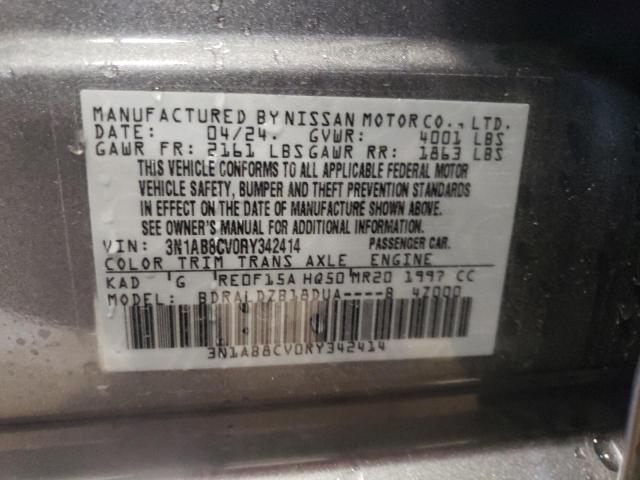 MANUFACTURED BY NISSAN MOTOR CO., LTD.
DATE: 04/24. GVWR: 4001 LBS
GAWR FR: 2161 LBS GAWR RR: 1863 LBS
THIS VEHICLE CONFORMS TO ALL APPLICABLE FEDERAL MOTOR
VEHICLE SAFETY, BUMPER AND THEFT PREVENTION STANDARDS
IN EFFECT ON THE DATE OF MANUFACTURE SHOWN ABOVE.
SEE OWNER'S MANUAL FOR ADDITIONAL INFORMATION.
VIN: 3N1AB8CV0RY342414 PASSENGER CAR.
COLOR TRIM TRANS AXLE ENGINE
KAD G RE0F15A HQ50 MR20 1997 CC
MODEL: BDRALDZB18DUA----B 4Z000
3N1AB8CV0RY342414